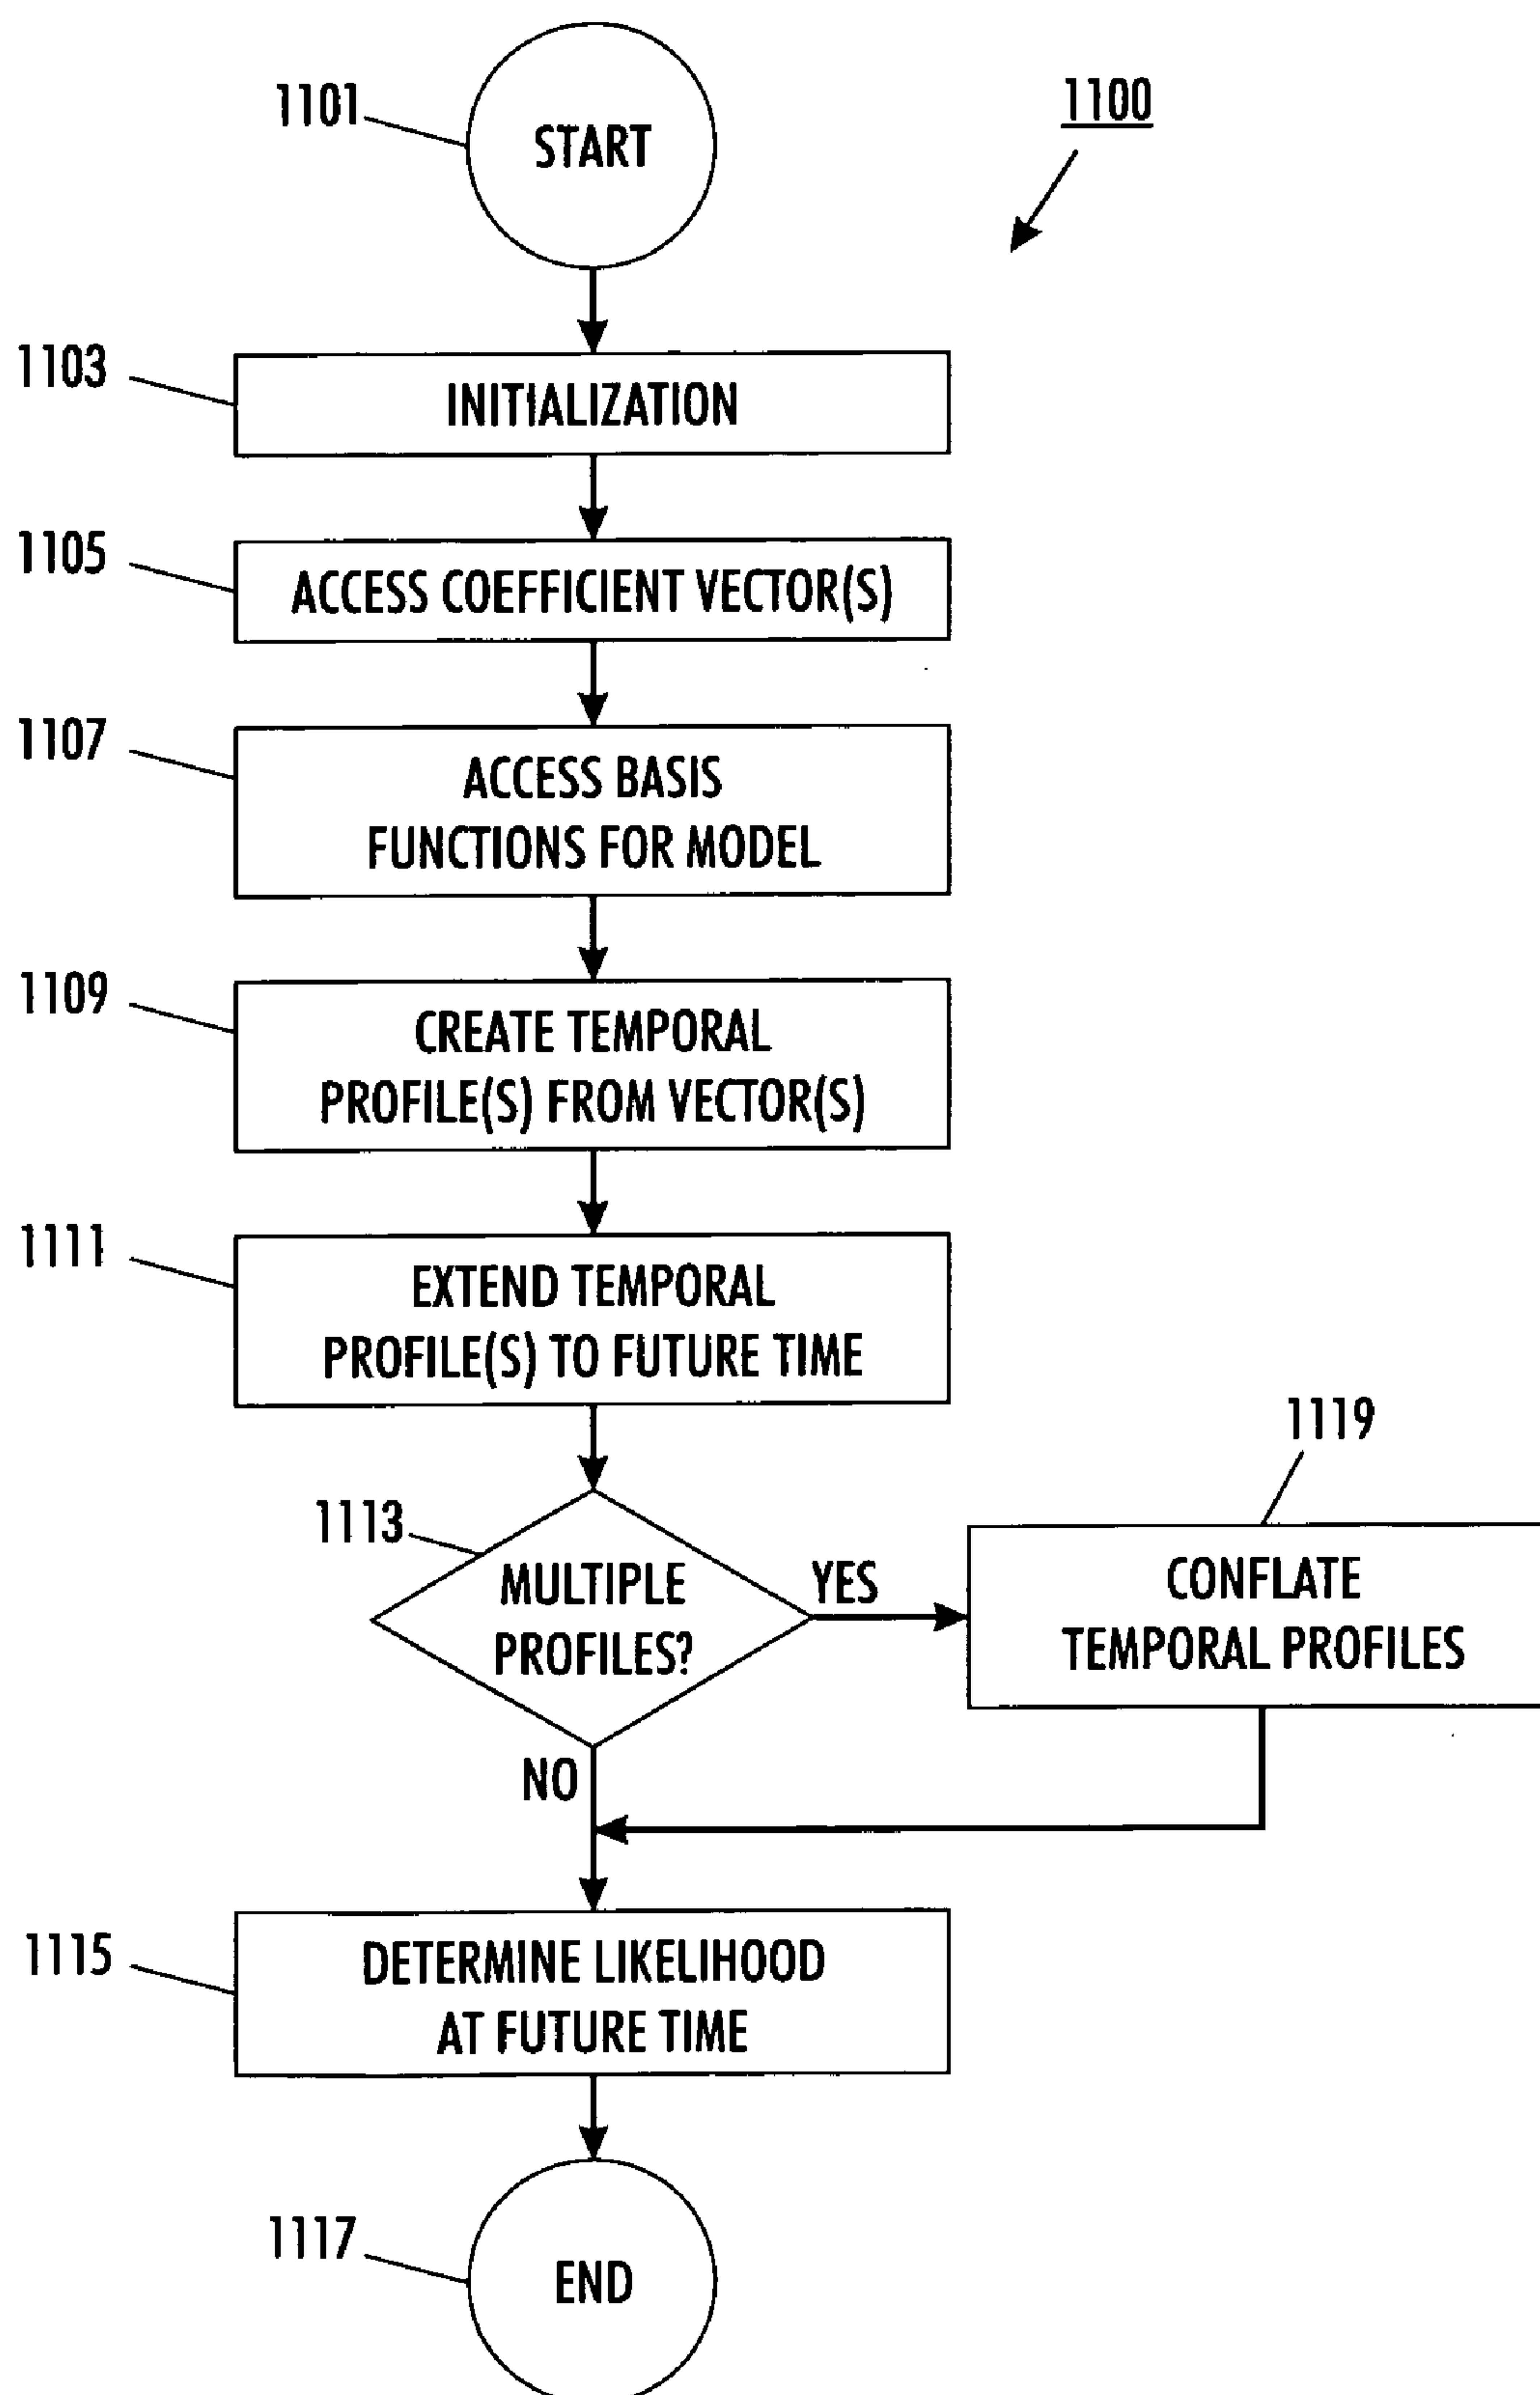 1101
START
1100
1103
INITIALIZATION
1105
ACCESS COEFFICIENT VECTOR(S)
1107
ACCESS BASIS
FUNCTIONS FOR MODEL
1109
CREATE TEMPORAL
PROFILE(S) FROM VECTOR(S)
1111
EXTEND TEMPORAL
PROFILE(S) TO FUTURE TIME
1113
MULTIPLE
PROFILES?
YES
1119
CONFLATE
TEMPORAL PROFILES
NO
1115
DETERMINE LIKELIHOOD
AT FUTURE TIME
1117
END